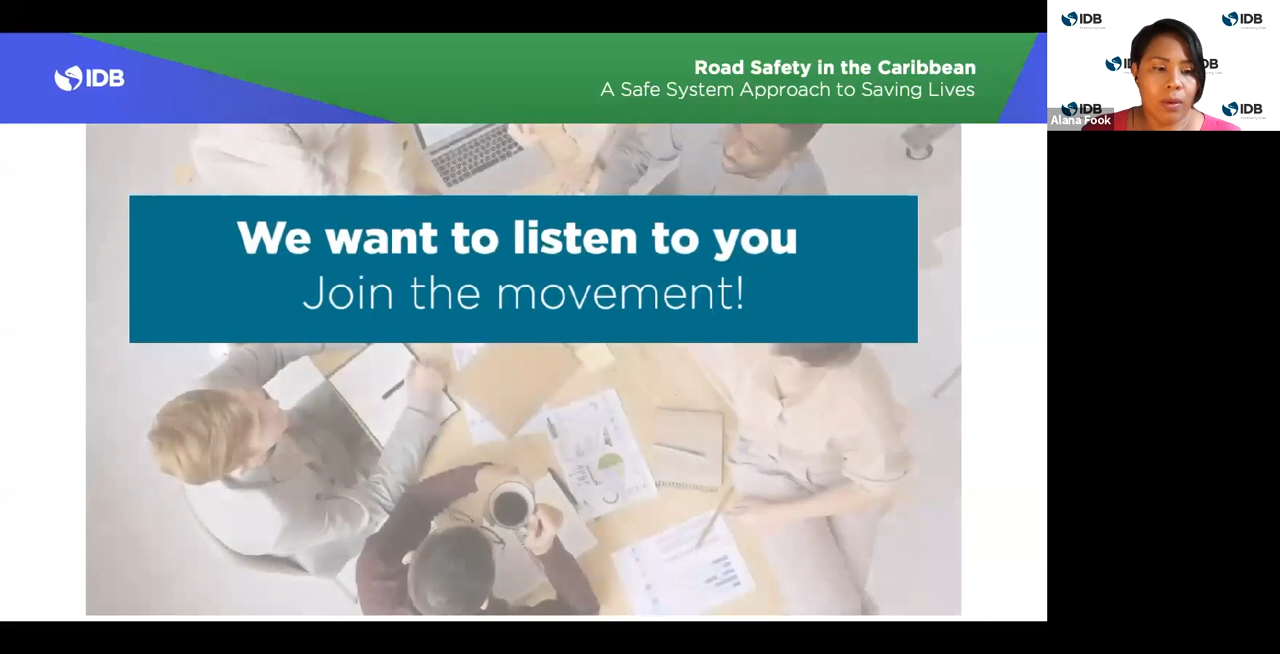 IDB
Road Safety in the Caribbean
A Safe System Approach to Saving Lives
We want to listen to you
Join the movement!
IDB
IDB
IDB
DB
IDB
IDB
Alana Fook